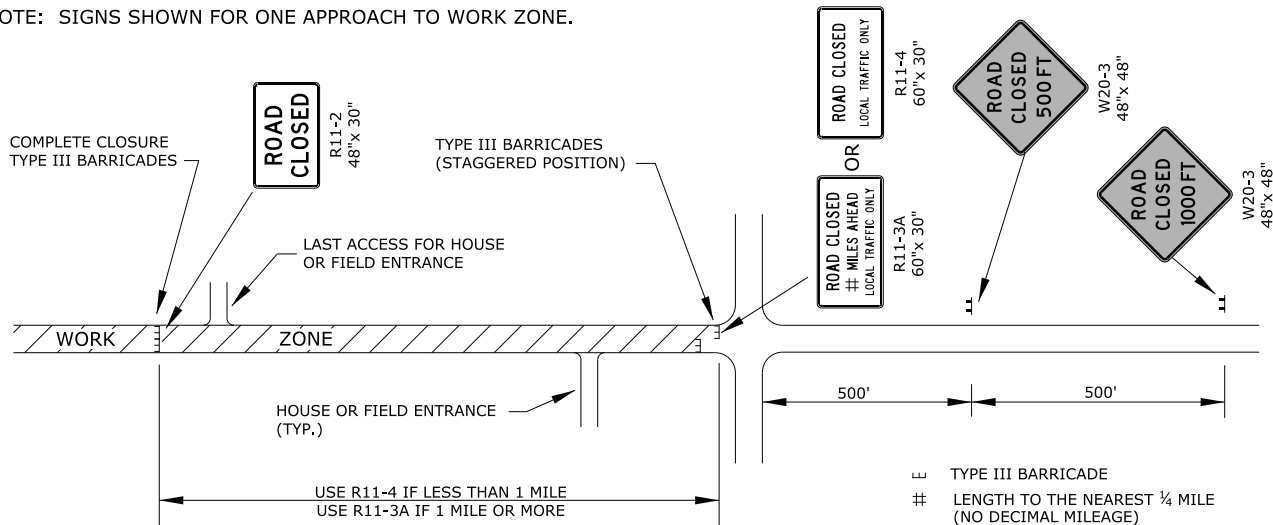 OTE: SIGNS SHOWN FOR ONE APPROACH TO WORK ZONE.
COMPLETE CLOSURE
TYPE III BARRICADES
ROAD
CLOSED
R11-2
48"x 30"
TYPE III BARRICADES
(STAGGERED POSITION)
ROAD CLOSED
LOCAL TRAFFIC ONLY
R11-4
60"x 30"
OR
ROAD CLOSED
# MILES AHEAD
LOCAL TRAFFIC ONLY
R11-3A
60"x 30"
ROAD
CLOSED
500FT
W20-3
48"x 48"
ROAD
CLOSED
1000FT
W20-3
48"x 48"
LAST ACCESS FOR HOUSE
OR FIELD ENTRANCE
WORK ZONE
500' 500'
HOUSE OR FIELD ENTRANCE
(TYP.)
USE R11-4 IF LESS THAN 1 MILE
USE R11-3A IF 1 MILE OR MORE
TYPE III BARRICADE
# LENGTH TO THE NEAREST ¼ MILE
(NO DECIMAL MILEAGE)